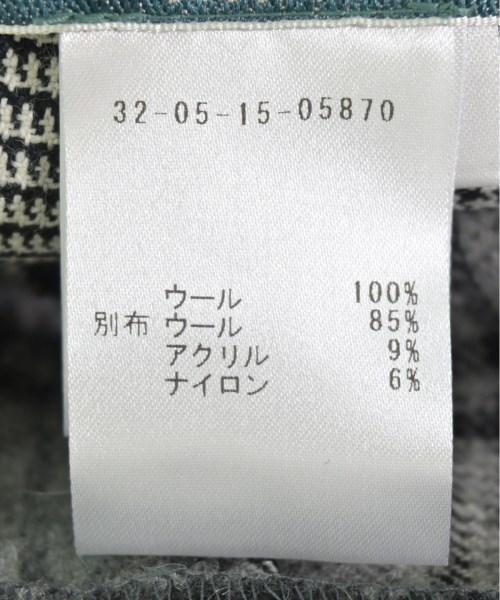 32-05-15-05870
ウール 100%
別布 ウール 85%
アクリル 9%
ナイロン 6%